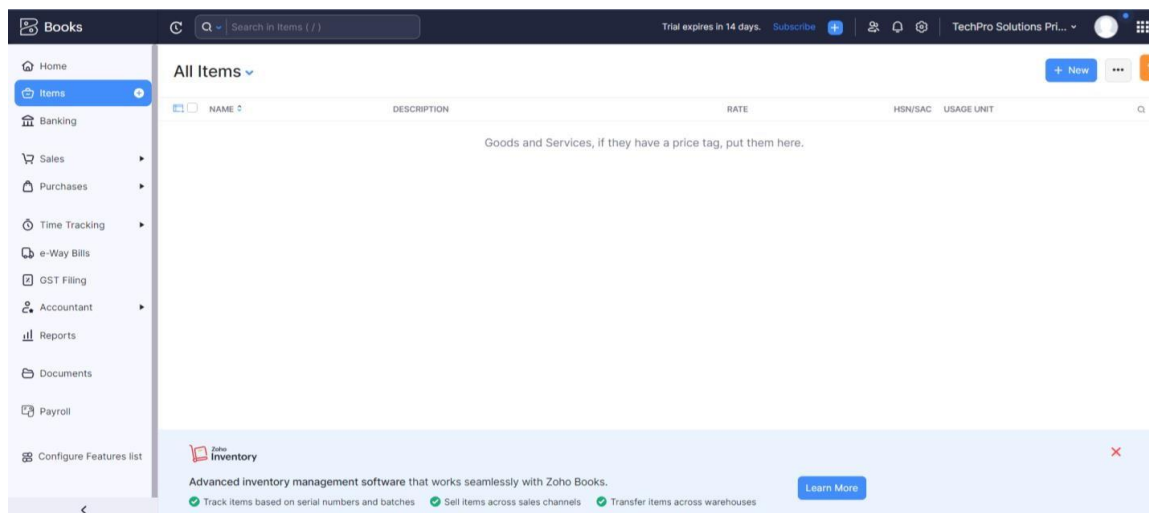 Books
Search in Items ( / )
Trial expires in 14 days. Subscribe
TechPro Solutions Pri...
Home
Items
Banking
Sales
Purchases
Time Tracking
e-Way Bills
GST Filing
Accountant
Reports
Documents
Payroll
Configure Features list
All Items
+ New
NAME DESCRIPTION RATE HSN/SAC USAGE UNIT
Goods and Services, if they have a price tag, put them here.
Zoho
Inventory
Advanced inventory management software that works seamlessly with Zoho Books.
Track items based on serial numbers and batches Sell items across sales channels Transfer items across warehouses
Learn More